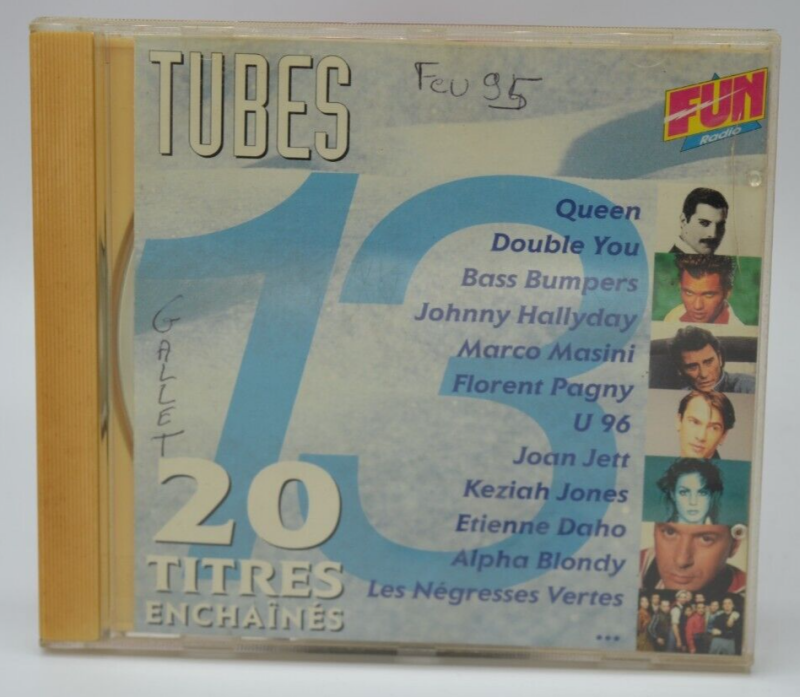 TUBES
Fev 95
FUN
Radio
13
Queen
Double You
Bass Bumpers
Johnny Hallyday
Marco Masini
Florent Pagny
U 96
Joan Jett
Keziah Jones
Etienne Daho
Alpha Blondy
Les Négresses Vertes
...
GALLET
20
TITRES
ENCHAÎNÉS